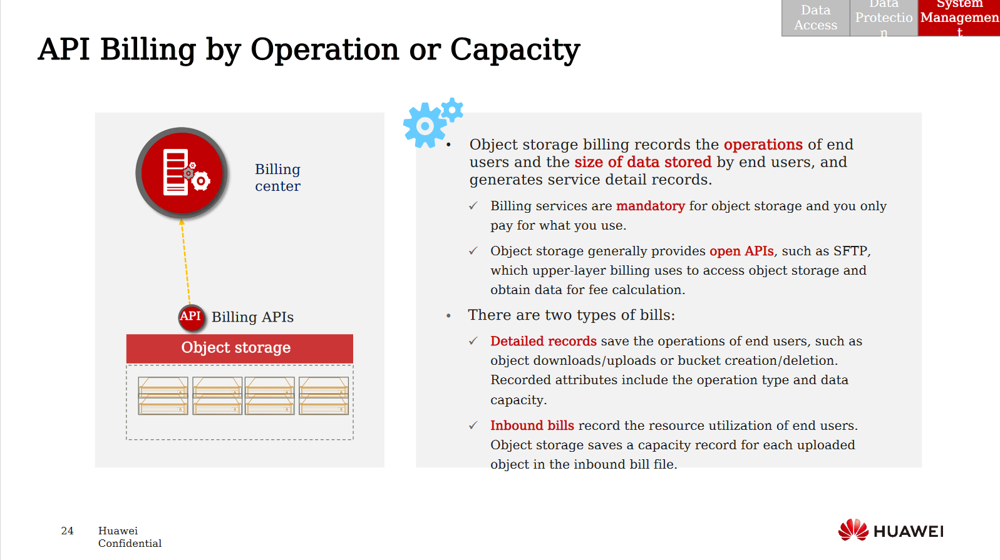 Data
Access
Data
Protectio
n
System
Managemen
t
API Billing by Operation or Capacity
Billing
center
API
Billing APIs
Object storage
• Object storage billing records the operations of end
users and the size of data stored by end users, and
generates service detail records.
✓ Billing services are mandatory for object storage and you only
pay for what you use.
✓ Object storage generally provides open APIs, such as SFTP,
which upper-layer billing uses to access object storage and
obtain data for fee calculation.
• There are two types of bills:
✓ Detailed records save the operations of end users, such as
object downloads/uploads or bucket creation/deletion.
Recorded attributes include the operation type and data
capacity.
✓ Inbound bills record the resource utilization of end users.
Object storage saves a capacity record for each uploaded
object in the inbound bill file.
24
Huawei
Confidential
HUAWEI